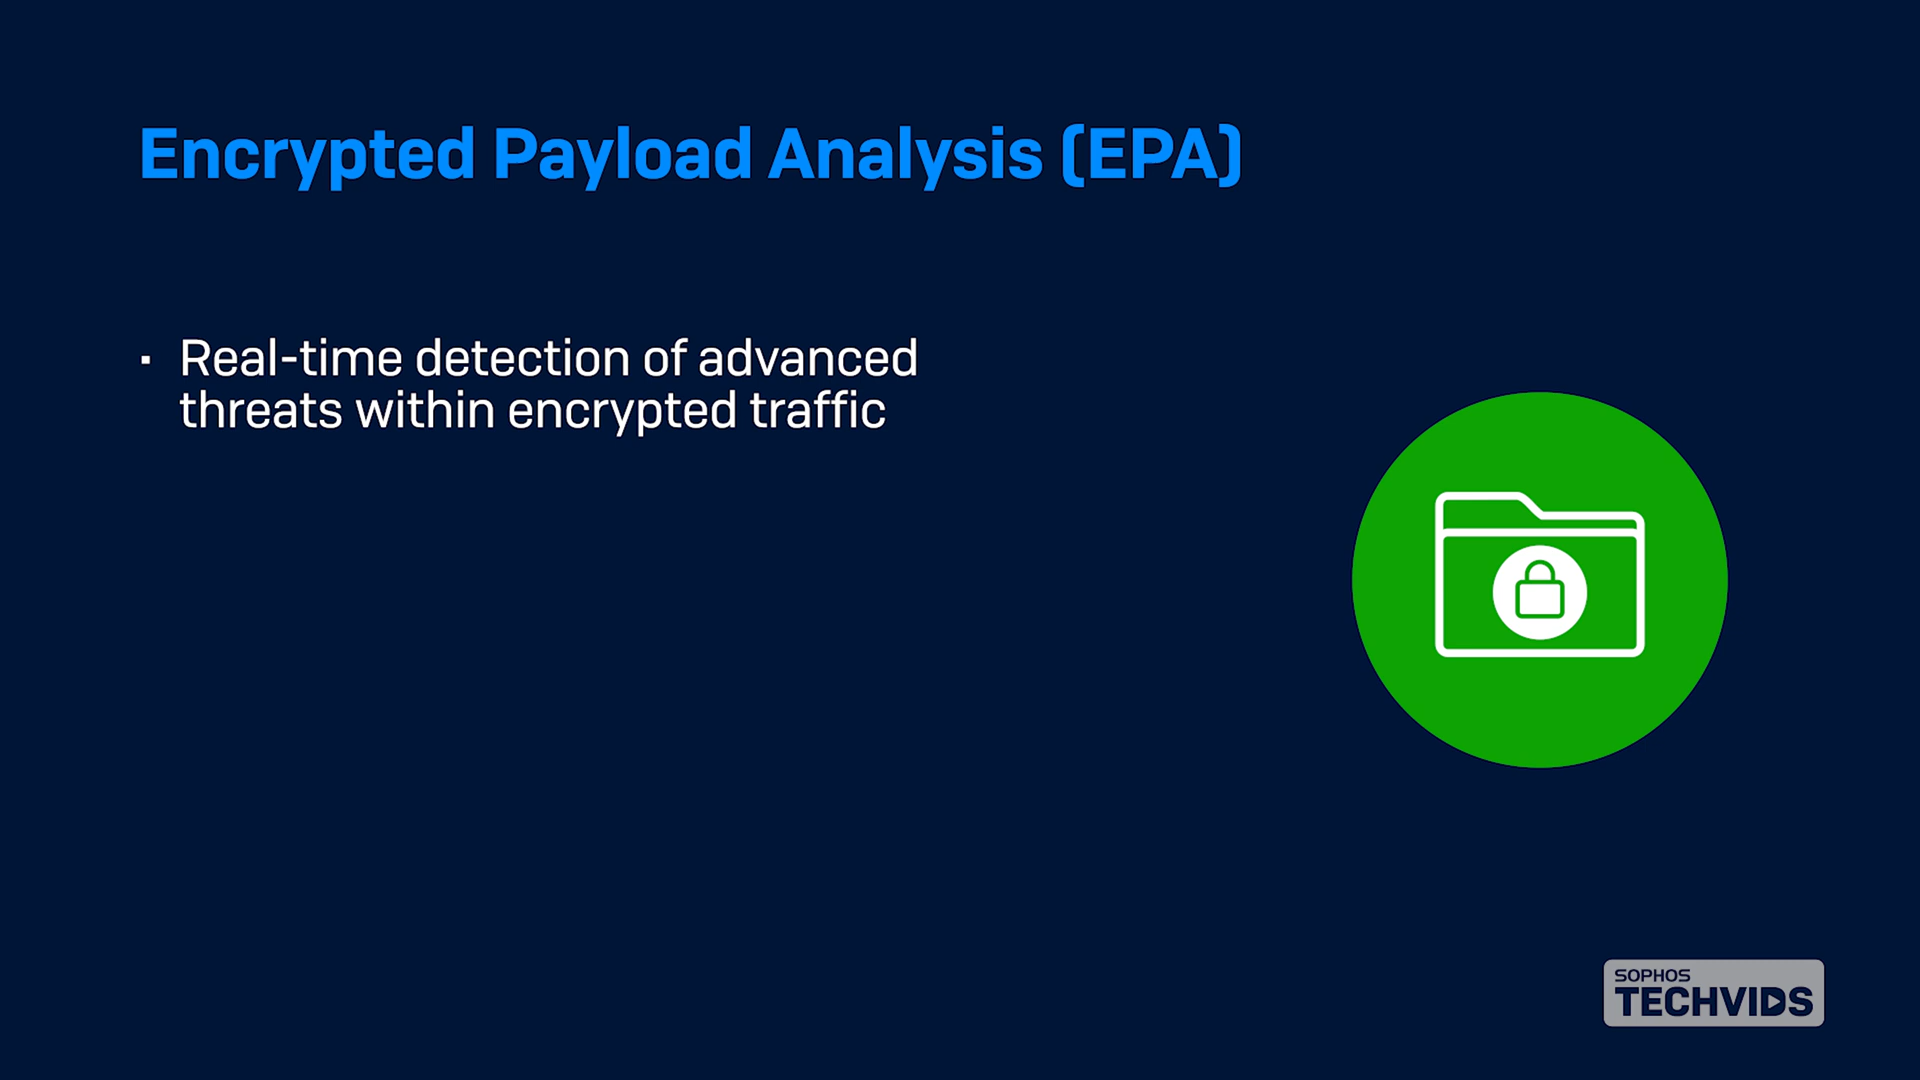 Encrypted Payload Analysis (EPA)
▪ Real-time detection of advanced
threats within encrypted traffic
SOPHOS
TECHVIDS